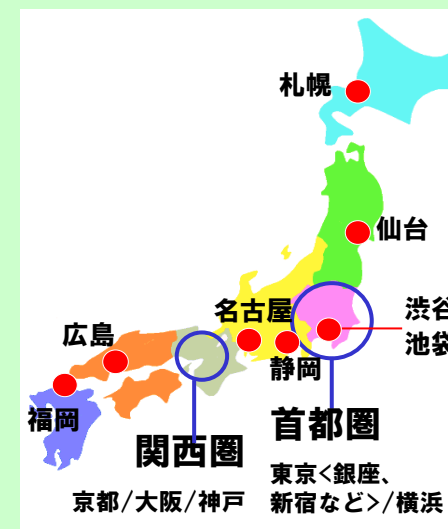 札幌
仙台
名古屋
渋谷
広島
池袋
静岡
福岡
首都圏
関西圏
東京<銀座、
新宿など>/横浜
京都/大阪/神戸